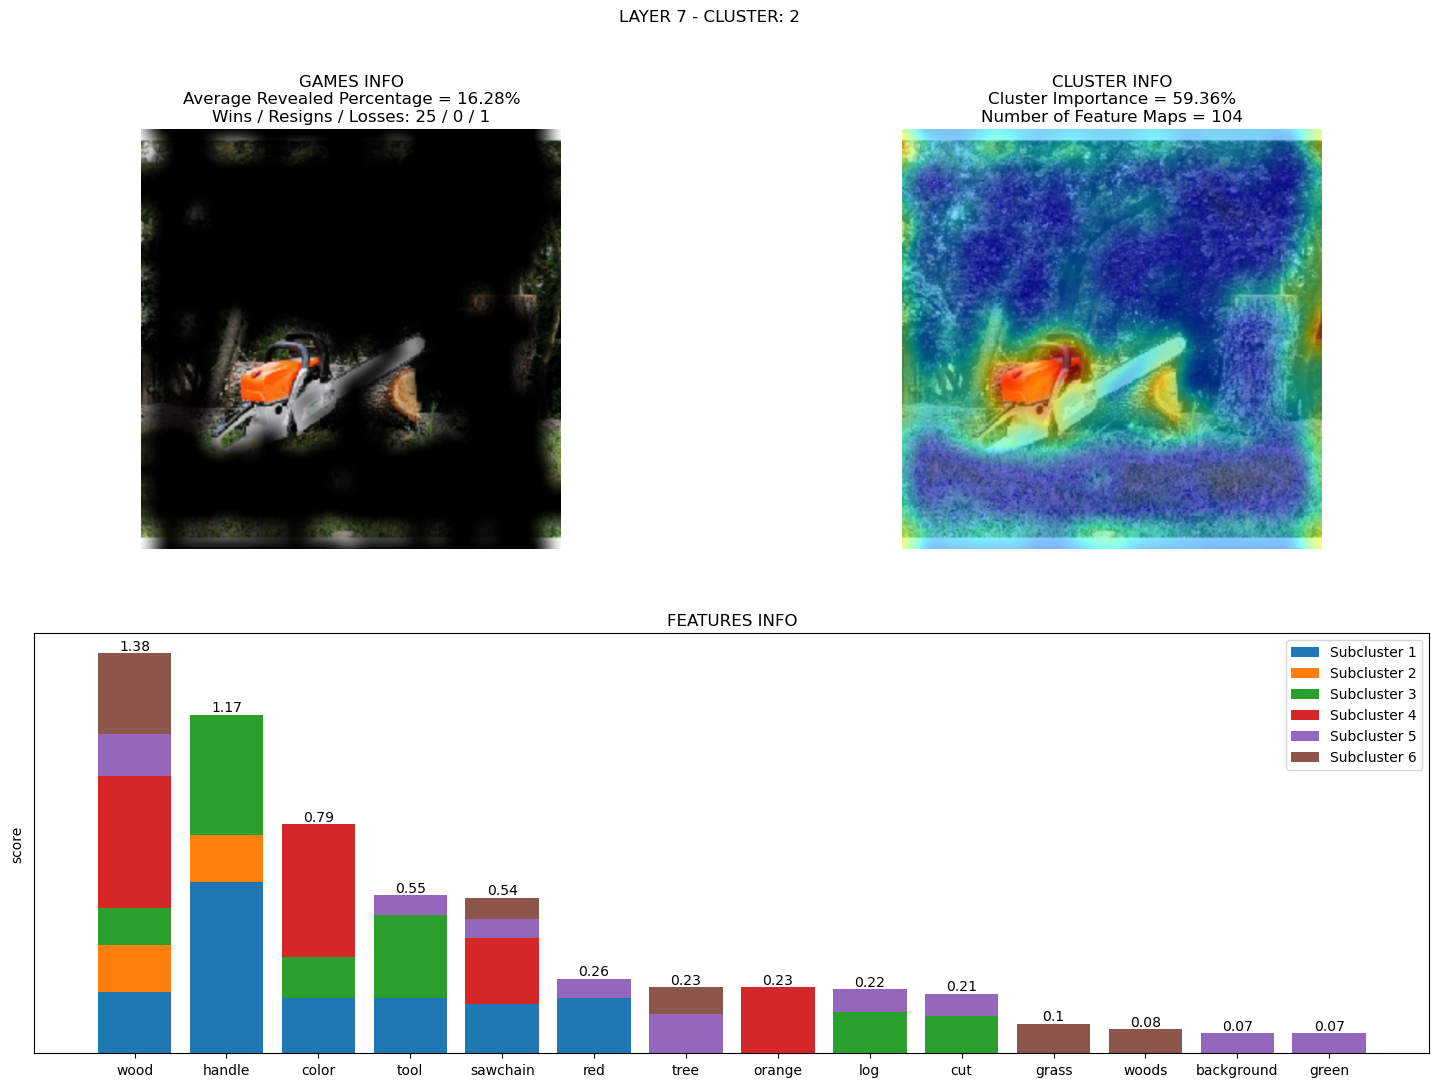 LAYER 7 - CLUSTER: 2
GAMES INFO
Average Revealed Percentage = 16.28%
Wins / Resigns / Losses: 25 / 0 / 1
CLUSTER INFO
Cluster Importance = 59.36%
Number of Feature Maps = 104
FEATURES INFO
score
1.38
1.17
0.79
0.55
0.54
0.26
0.23
0.23
0.22
0.21
0.1
0.08
0.07
0.07
Subcluster 1
Subcluster 2
Subcluster 3
Subcluster 4
Subcluster 5
Subcluster 6
wood handle color tool sawchain red tree orange log cut grass woods background green